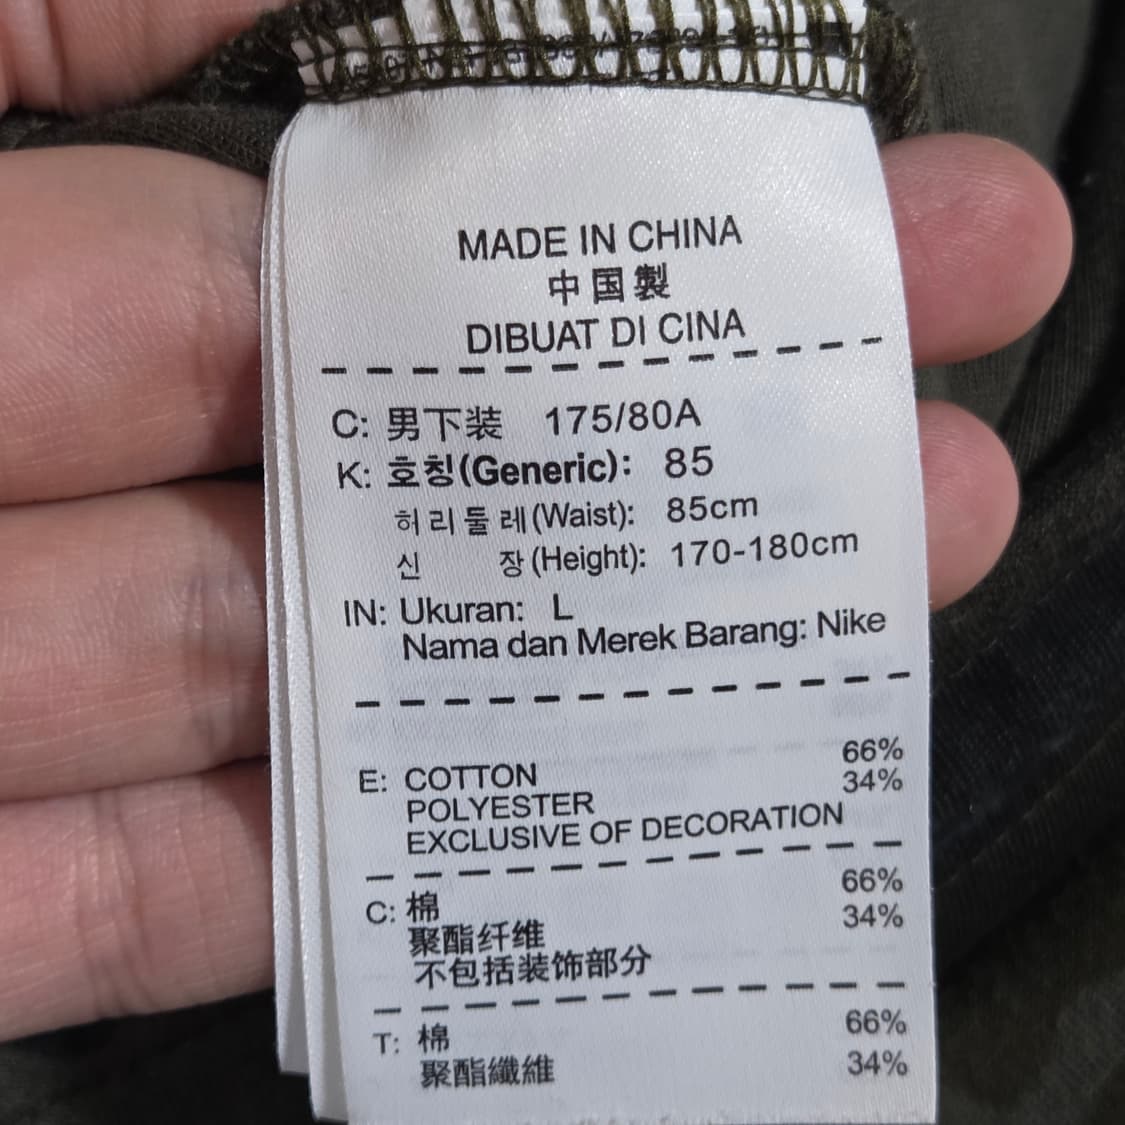 MADE IN CHINA
中国製
DIBUAT DI CINA
C: 男下装 175/80A
K: 호칭(Generic): 85
허리둘레(Waist): 85cm
신 장(Height): 170-180cm
IN: Ukuran: L
Nama dan Merek Barang: Nike
66%
E: COTTON 34%
POLYESTER
EXCLUSIVE OF DECORATION
66%
C: 棉 34%
聚酯纤维
不包括装饰部分
T: 棉 66%
聚酯纖維 34%